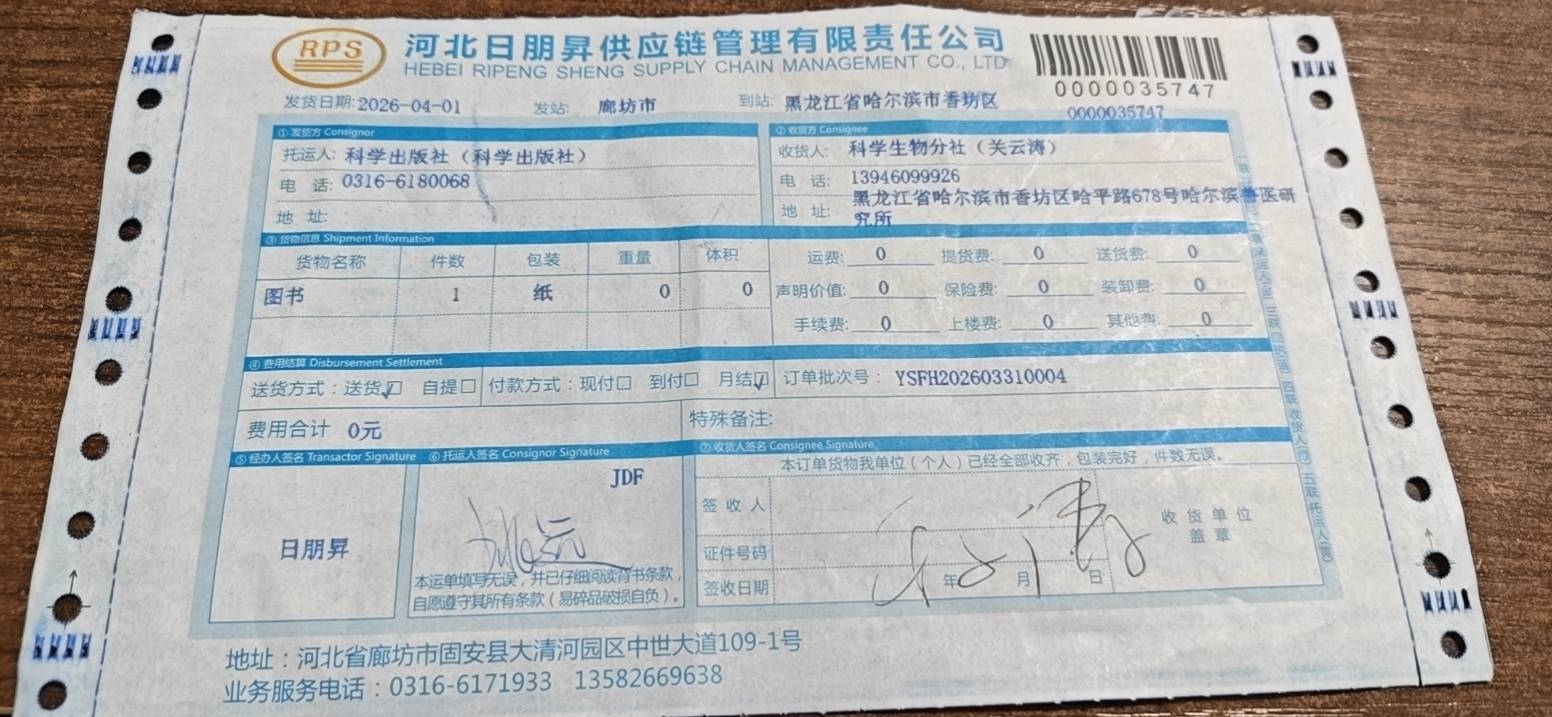 RPS
河北日朋昇供应链管理有限责任公司
HEBEI RIPENG SHENG SUPPLY CHAIN MANAGEMENT CO., LTD
0000035747
发货日期:2026-04-01 发站: 廊坊市 到站: 黑龙江省哈尔滨市香坊区 0000035747
① 发货方 Consignor ② 收货方 Consignee
托运人: 科学出版社（科学出版社） 收货人: 科学生物分社（关云涛）
电 话: 0316-6180068 电 话: 13946099926
地 址: 地 址: 黑龙江省哈尔滨市香坊区哈平路678号哈尔滨兽医研
究所
③ 货物信息 Shipment Information
货物名称 件数 包装 重量 体积 运费: 0 提货费: 0 送货费: 0
图书 1 纸 0 0 声明价值: 0 保险费: 0 装卸费: 0
手续费: 0 上楼费: 0 其他费: 0
④ 费用结算 Disbursement Settlement
送货方式：送货☑ 自提□ 付款方式：现付□ 到付□ 月结☑ 订单批次号： YSFH202603310004
费用合计 0元 特殊备注:
⑤ 经办人签名 Transactor Signature ⑥ 托运人签名 Consignor Signature ⑦ 收货人签名 Consignee Signature
本订单货物我单位（个人）已经全部收齐，包装完好，件数无误。
JDF
签 收 人 收 货 单 位
盖 章
日朋昇
证件号码
本运单填写无误，并已仔细阅读背书条款，
自愿遵守其所有条款（易碎品破损自负）。
签收日期 年 月 日
地址：河北省廊坊市固安县大清河园区中世大道109-1号
业务服务电话：0316-6171933 13582669638